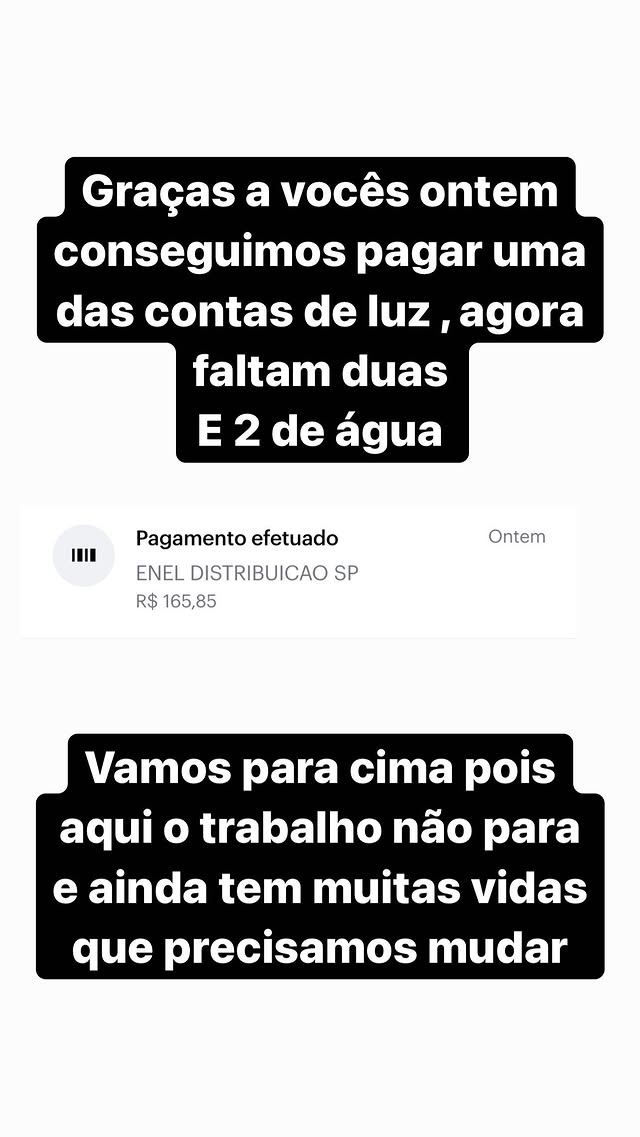 Graças a vocês ontem
conseguimos pagar uma
das contas de luz , agora
faltam duas
E 2 de água
Pagamento efetuado
Ontem
ENEL DISTRIBUICAO SP
R$ 165,85
Vamos para cima pois
aqui o trabalho não para
e ainda tem muitas vidas
que precisamos mudar